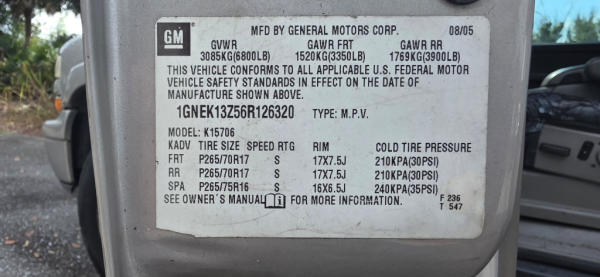 GM
MFD BY GENERAL MOTORS CORP. 08/05
GVWR GAWR FRT GAWR RR
3085KG(6800LB) 1520KG(3350LB) 1769KG(3900LB)
THIS VEHICLE CONFORMS TO ALL APPLICABLE U.S. FEDERAL MOTOR
VEHICLE SAFETY STANDARDS IN EFFECT ON THE DATE OF
MANUFACTURE SHOWN ABOVE.
1GNEK13Z56R126320 TYPE: M.P.V.
MODEL: K15706
KADV TIRE SIZE SPEED RTG RIM COLD TIRE PRESSURE
FRT P265/70R17 S 17X7.5J 210KPA(30PSI)
RR P265/70R17 S 17X7.5J 210KPA(30PSI)
SPA P265/75R16 S 16X6.5J 240KPA(35PSI)
SEE OWNER'S MANUAL i FOR MORE INFORMATION.
F 236
T 547